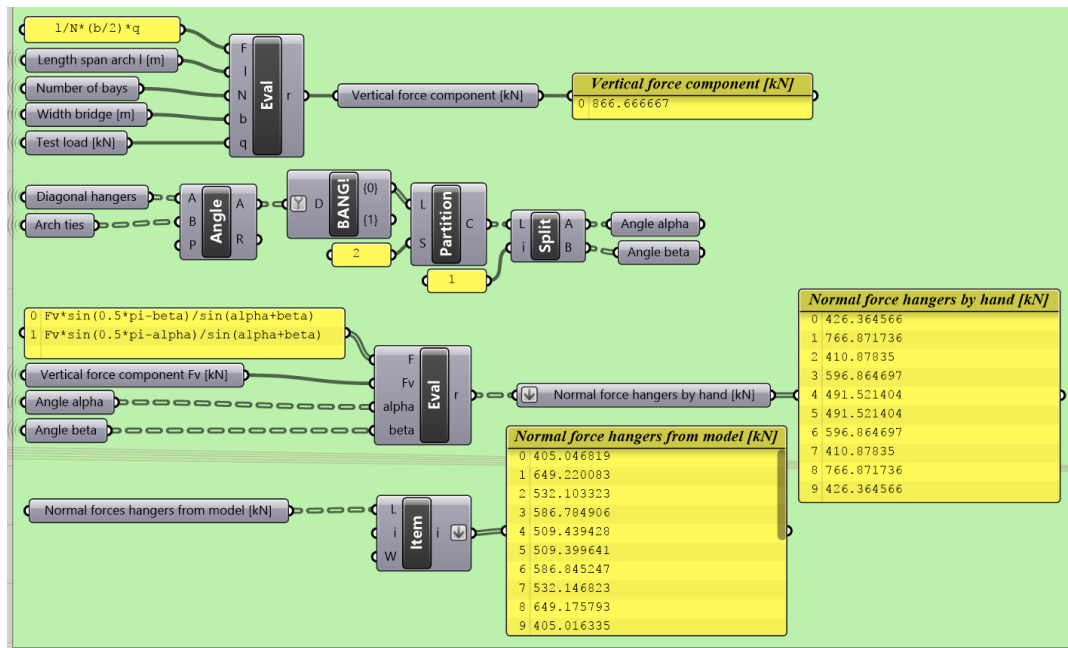 l/N*(b/2)*q
Length span arch l [m]
Number of bays
Width bridge [m]
Test load [kN]
F
l
N
b
q
Eval
r
Vertical force component [kN]
Vertical force component [kN]
0 866.666667
Diagonal hangers
Arch ties
A
B
P
Angle
A
R
D
BANG!
{0}
{1}
2
L
S
Partition
C
1
L
i
Split
A
B
Angle alpha
Angle beta
0 Fv*sin(0.5*pi-beta)/sin(alpha+beta)
1 Fv*sin(0.5*pi-alpha)/sin(alpha+beta)
Vertical force component Fv [kN]
Angle alpha
Angle beta
F
Fv
alpha
beta
Eval
r
Normal force hangers by hand [kN]
Normal force hangers by hand [kN]
0 426.364566
1 766.871736
2 410.87835
3 596.864697
4 491.521404
5 491.521404
6 596.864697
7 410.87835
8 766.871736
9 426.364566
Normal forces hangers from model [kN]
L
i
W
Item
i
Normal force hangers from model [kN]
0 405.046819
1 649.220083
2 532.103323
3 586.784906
4 509.439428
5 509.399641
6 586.845247
7 532.146823
8 649.175793
9 405.016335